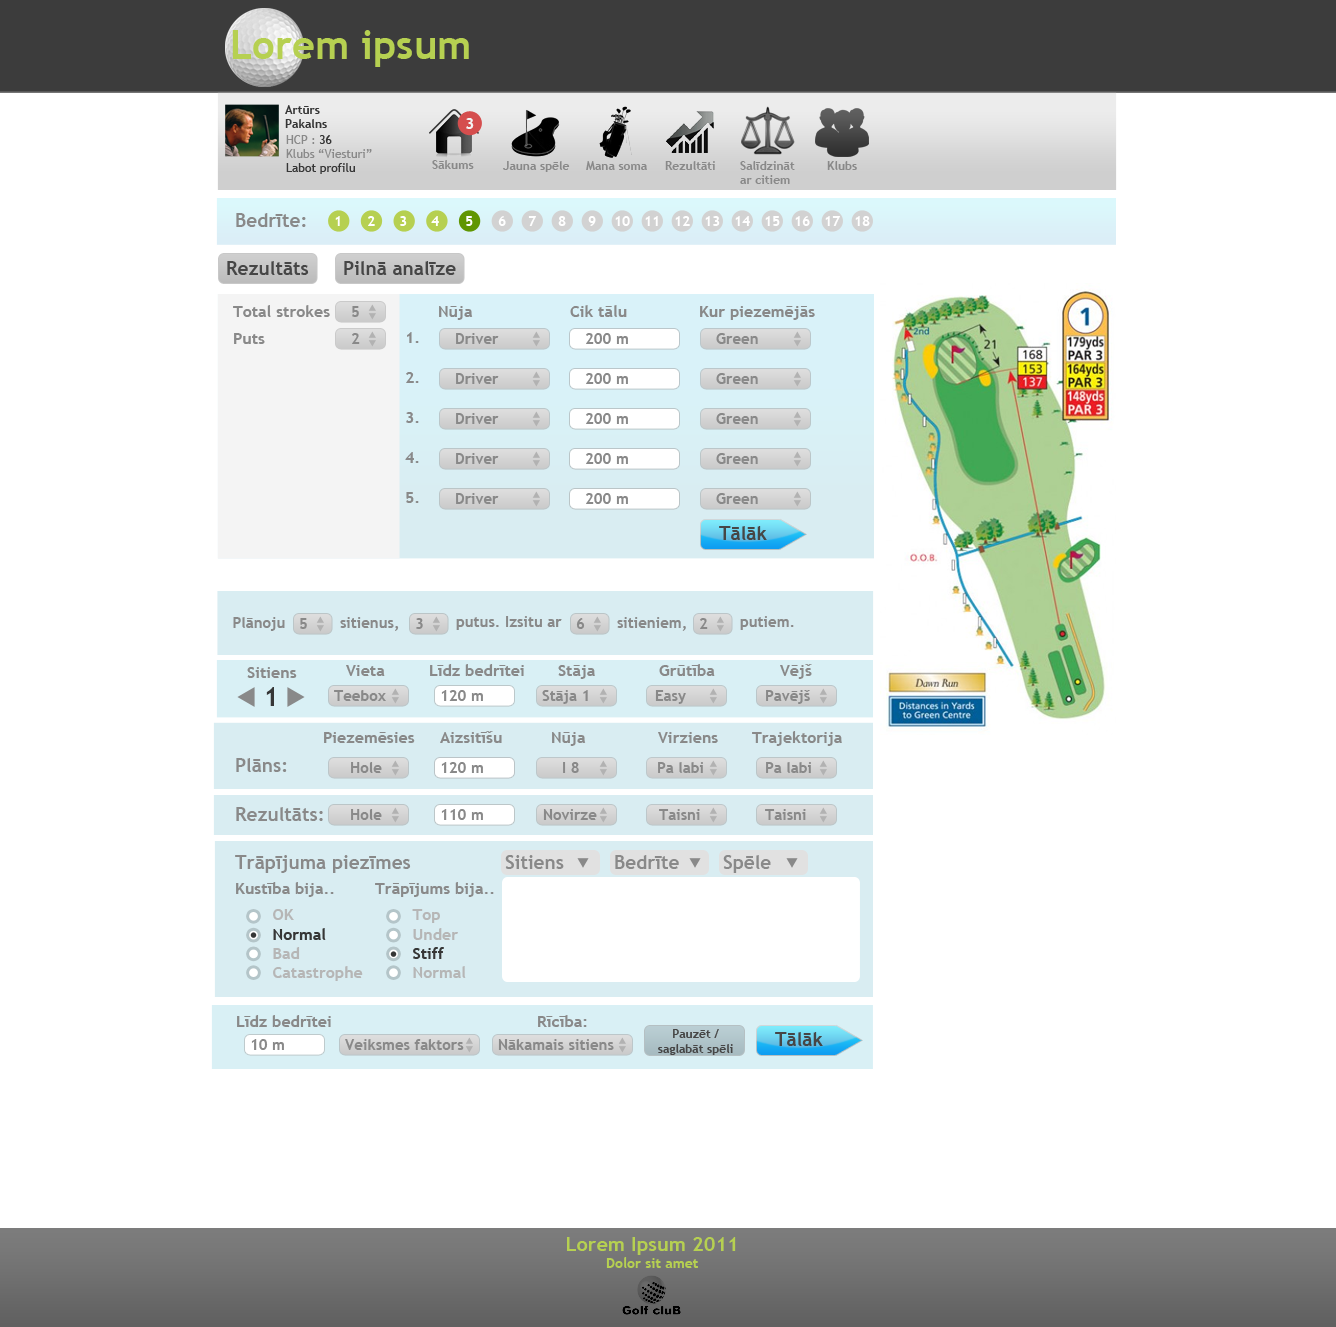 Lorem ipsum
Artūrs
Pakalns
HCP : 36
Klubs “Viesturi”
Labot profilu
3
Sākums
Jauna spēle
Mana soma
Rezultāti
Salīdzināt
ar citiem
Klubs
Bedrīte: 1 2 3 4 5 6 7 8 9 10 11 12 13 14 15 16 17 18
Rezultāts Pilnā analīze
Total strokes 5
Puts 2
Nūja Cik tālu Kur piezemējās
1. Driver 200 m Green
2. Driver 200 m Green
3. Driver 200 m Green
4. Driver 200 m Green
5. Driver 200 m Green
Tālāk
2nd
21
168
153
137
1
179yds
PAR 3
164yds
PAR 3
148yds
PAR 3
O.O.B.
Dawn Run
Distances in Yards
to Green Centre
Plānoju 5 sitienus, 3 putus. Izsitu ar 6 sitieniem, 2 putiem.
Sitiens Vieta Līdz bedrītei Stāja Grūtība Vējš
1 Teebox 120 m Stāja 1 Easy Pavējš
Piezemēsies Aizsitīšu Nūja Virziens Trajektorija
Plāns: Hole 120 m I 8 Pa labi Pa labi
Rezultāts: Hole 110 m Novirze Taisni Taisni
Trāpījuma piezīmes Sitiens Bedrīte Spēle
Kustība bija.. Trāpījums bija..
OK Top
Normal Under
Bad Stiff
Catastrophe Normal
Līdz bedrītei Rīcība:
10 m Veiksmes faktors Nākamais sitiens
Pauzēt /
saglabāt spēli
Tālāk
Lorem Ipsum 2011
Dolor sit amet
Golf cluB